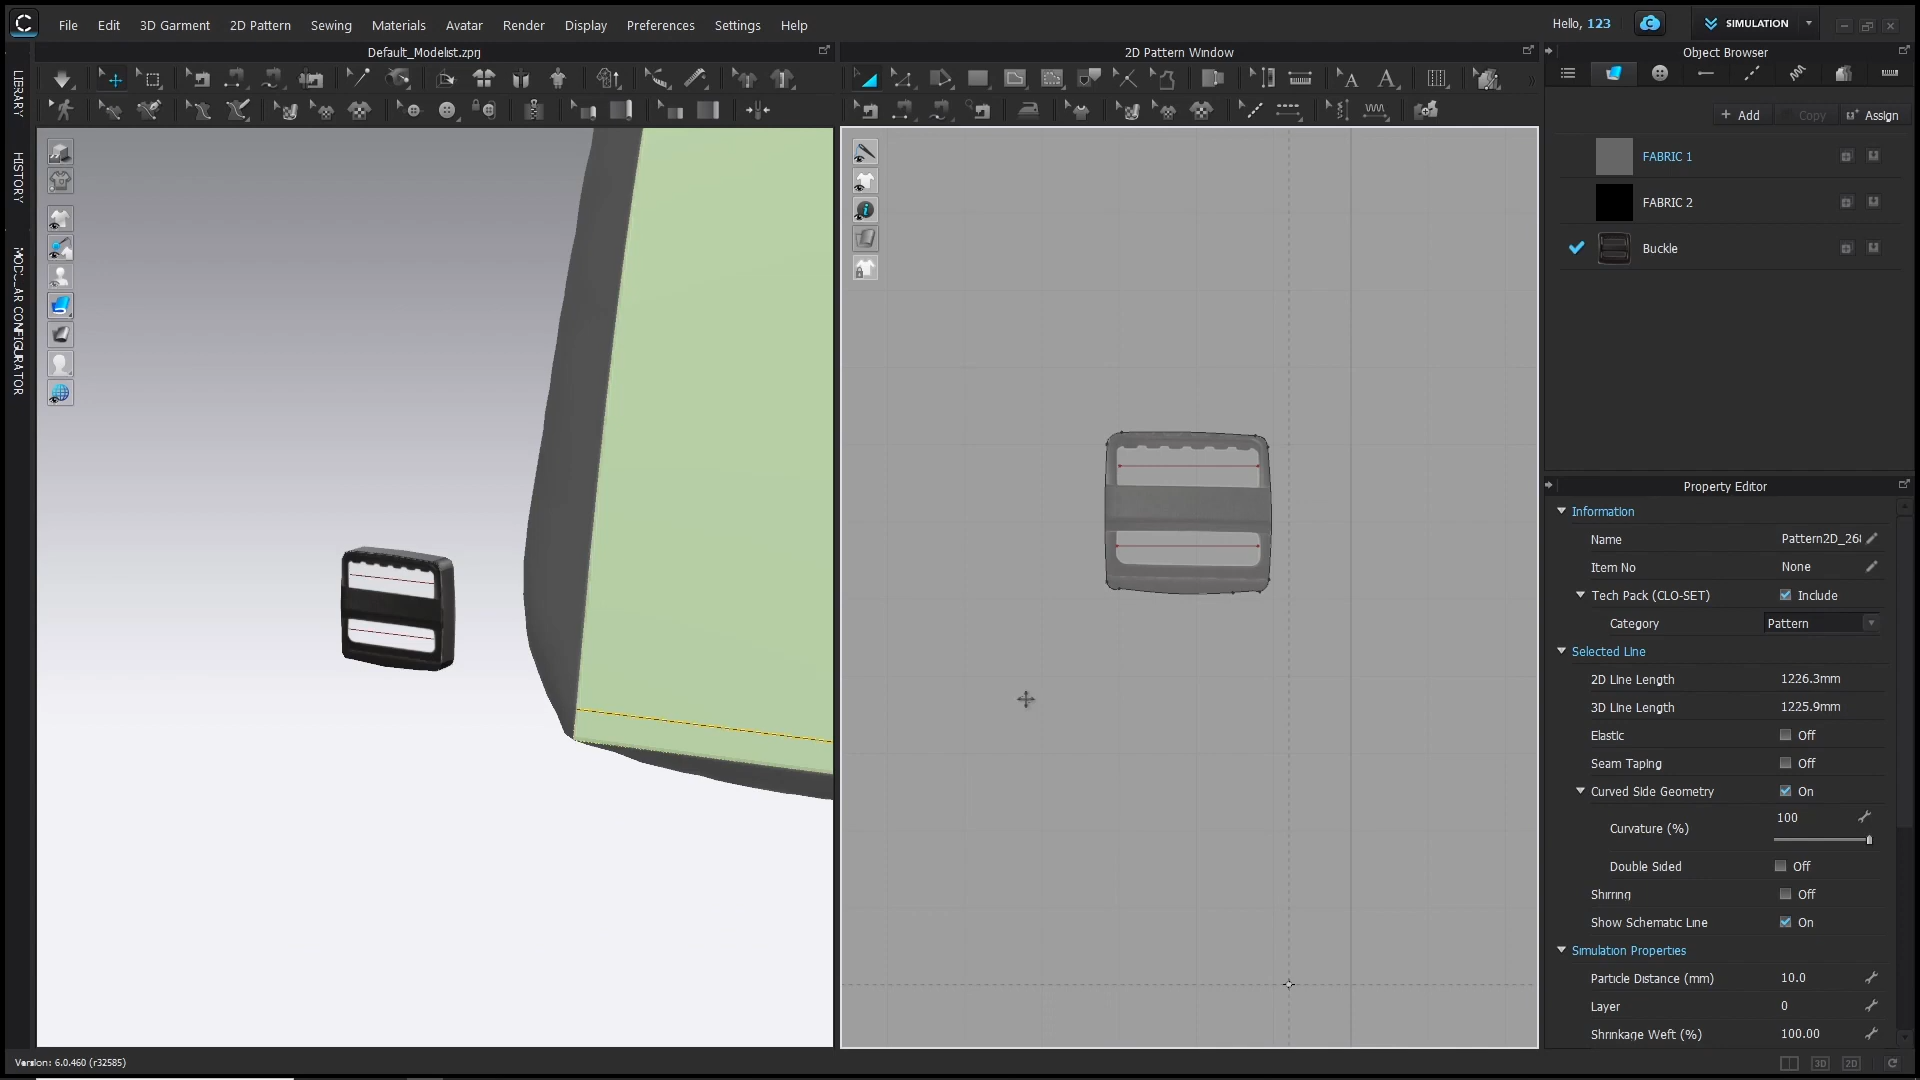 File Edit 3D Garment 2D Pattern Sewing Materials Avatar Render Display Preferences Settings Help
Hello, 123
SIMULATION
Default_Modelist.zprj
2D Pattern Window
Object Browser
LIBRARY
HISTORY
MODULAR CONFIGURATOR
+ Add
Copy
Assign
FABRIC 1
FABRIC 2
Buckle
Property Editor
Information
Name Pattern2D_26
Item No None
Tech Pack (CLO-SET) Include
Category Pattern
Selected Line
2D Line Length 1226.3mm
3D Line Length 1225.9mm
Elastic Off
Seam Taping Off
Curved Side Geometry On
Curvature (%) 100
Double Sided Off
Shirring Off
Show Schematic Line On
Simulation Properties
Particle Distance (mm) 10.0
Layer 0
Shrinkage Weft (%) 100.00
Version: 6.0.460 (r32585)
3D 2D